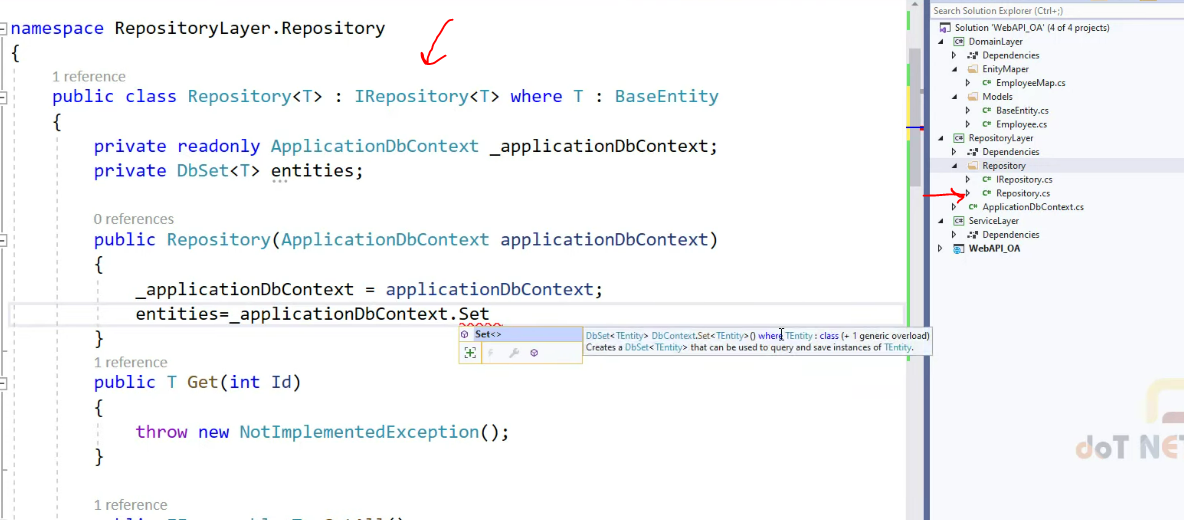 namespace RepositoryLayer.Repository
{
1 reference
public class Repository<T> : IRepository<T> where T : BaseEntity
{
private readonly ApplicationDbContext _applicationDbContext;
private DbSet<T> entities;
0 references
public Repository(ApplicationDbContext applicationDbContext)
{
_applicationDbContext = applicationDbContext;
entities=_applicationDbContext.Set
}
Set<>
DbSet<TEntity> DbContext.Set<TEntity>() where TEntity : class (+ 1 generic overload)
Creates a DbSet<TEntity> that can be used to query and save instances of TEntity.
1 reference
public T Get(int Id)
{
throw new NotImplementedException();
}
1 reference
Search Solution Explorer (Ctrl+;)
Solution 'WebAPI_OA' (4 of 4 projects)
DomainLayer
Dependencies
EnityMaper
EmployeeMap.cs
Models
BaseEntity.cs
Employee.cs
RepositoryLayer
Dependencies
Repository
IRepository.cs
Repository.cs
ApplicationDbContext.cs
ServiceLayer
Dependencies
WebAPI_OA
doT NET